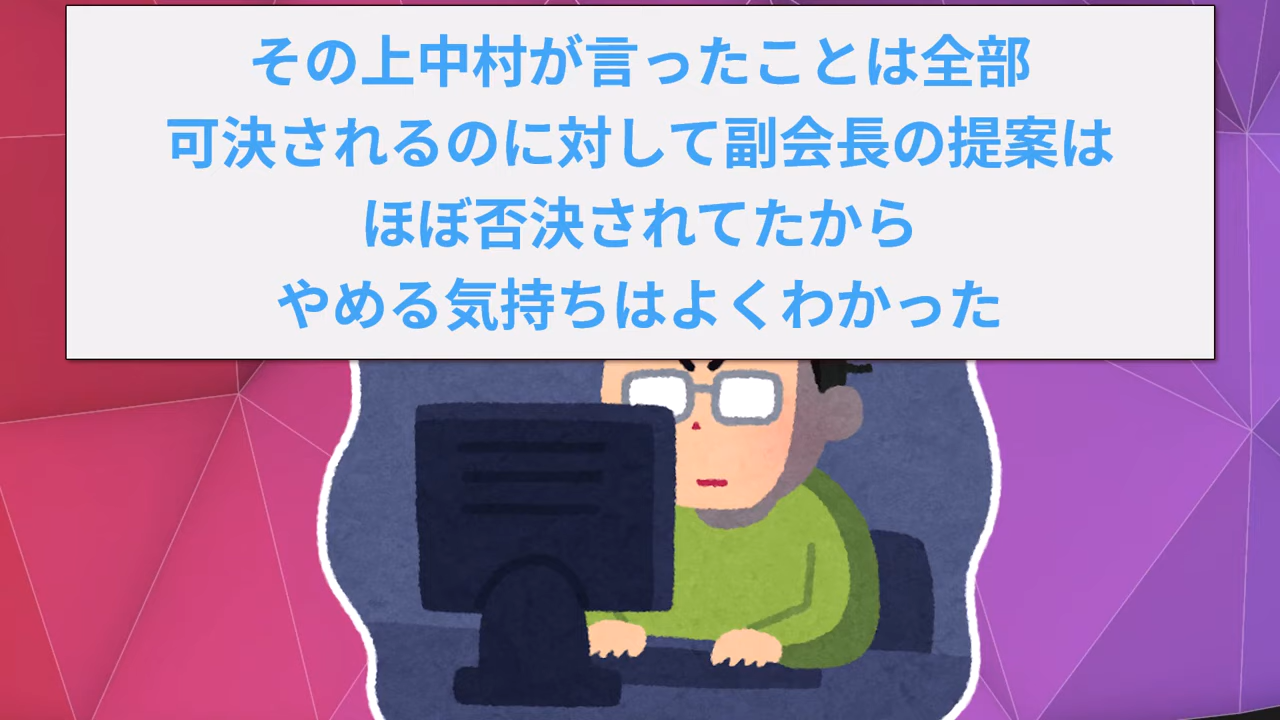 その上中村が言ったことは全部
可決されるのに対して副会長の提案は
ほぼ否決されてたから
やめる気持ちはよくわかった